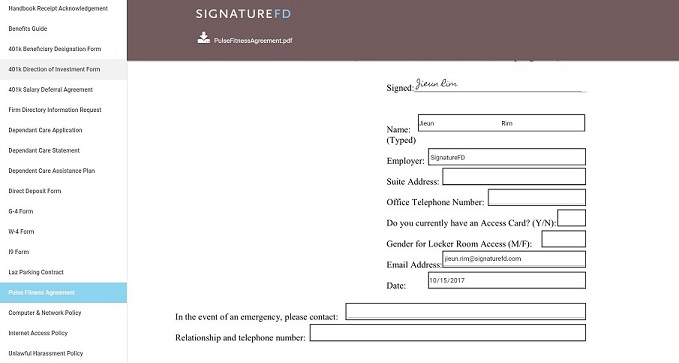 Handbook Receipt Acknowledgement
Benefits Guide
401k Beneficiary Designation Form
401k Direction of Investment Form
401k Salary Deferral Agreement
Firm Directory Information Request
Dependant Care Application
Dependant Care Statement
Dependent Care Assistance Plan
Direct Deposit Form
G-4 Form
W-4 Form
I9 Form
Laz Parking Contract
Pulse Fitness Agreement
Computer & Network Policy
Internet Access Policy
Unlawful Harassment Policy
SIGNATUREFD
PulseFitnessAgreement.pdf
Signed: Jieun Rim
Name: Jieun Rim
(Typed)
Employer: SignatureFD
Suite Address:
Office Telephone Number:
Do you currently have an Access Card? (Y/N):
Gender for Locker Room Access (M/F):
Email Address: jieun.rim@signaturefd.com
Date: 10/15/2017
In the event of an emergency, please contact:
Relationship and telephone number: